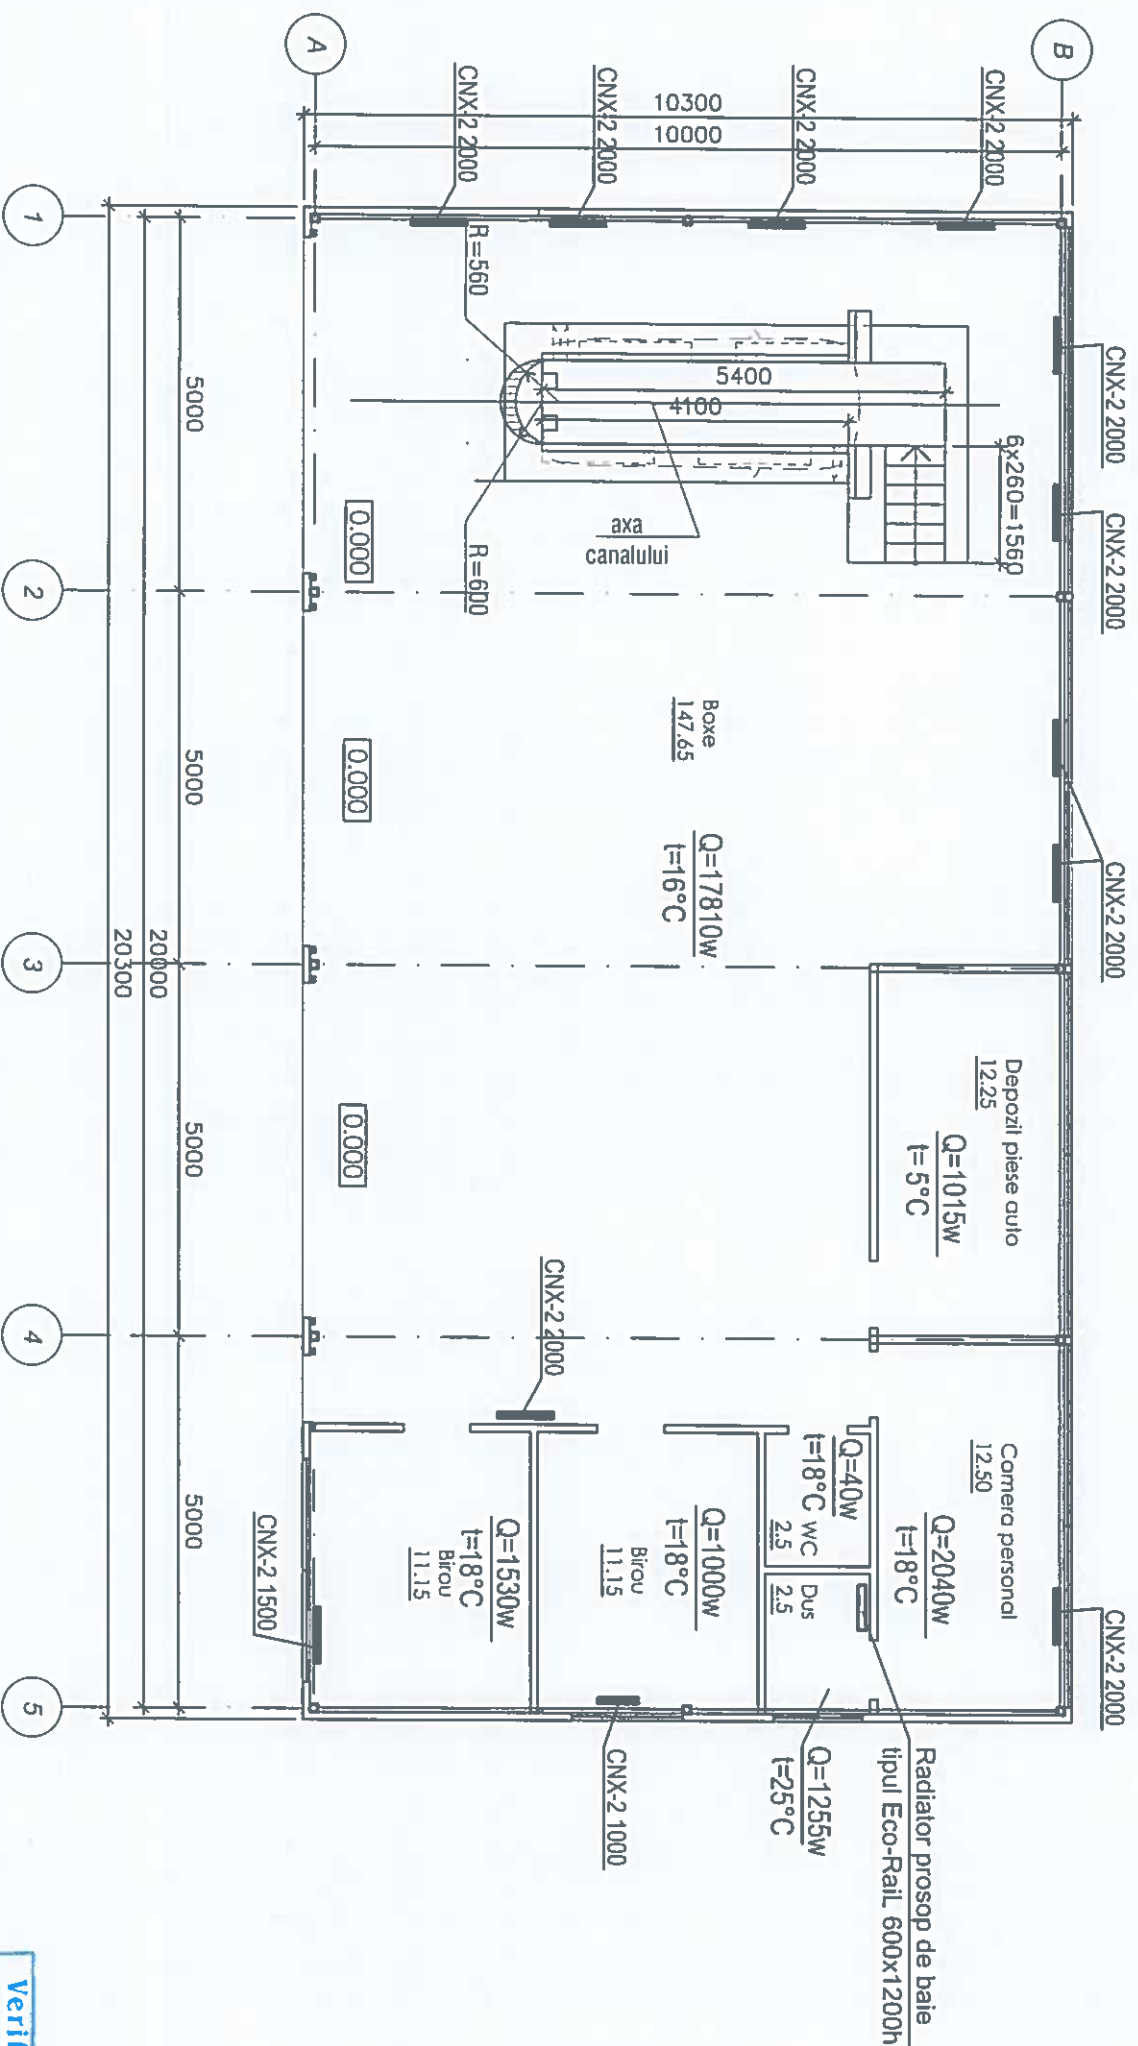 B
A
10300
10000
CNX-2 2000
CNX-2 2000
CNX-2 2000
CNX-2 2000
CNX-2 2000
CNX-2 2000
CNX-2 2000
CNX-2 2000
6x260=1560
5400
4100
R=560
R=600
axa
canalului
0.000
0.000
0.000
Boxe
147.65
Q=17810w
t=16°C
Depozit piese auto
12.25
Q=1015w
t= 5°C
Camera personal
12.50
Q=2040w
t=18°C
Q=40w
t=18°C
WC
2.5
Dus
2.5
Q=1255w
t=25°C
Radiator prosop de baie
tipul Eco-RaiL 600x1200h
Q=1000w
t=18°C
Birou
11.15
CNX-2 1000
CNX-2 2000
Q=1530w
t=18°C
Birou
11.15
CNX-2 1500
5000
5000
5000
5000
20000
20300
1
2
3
4
5